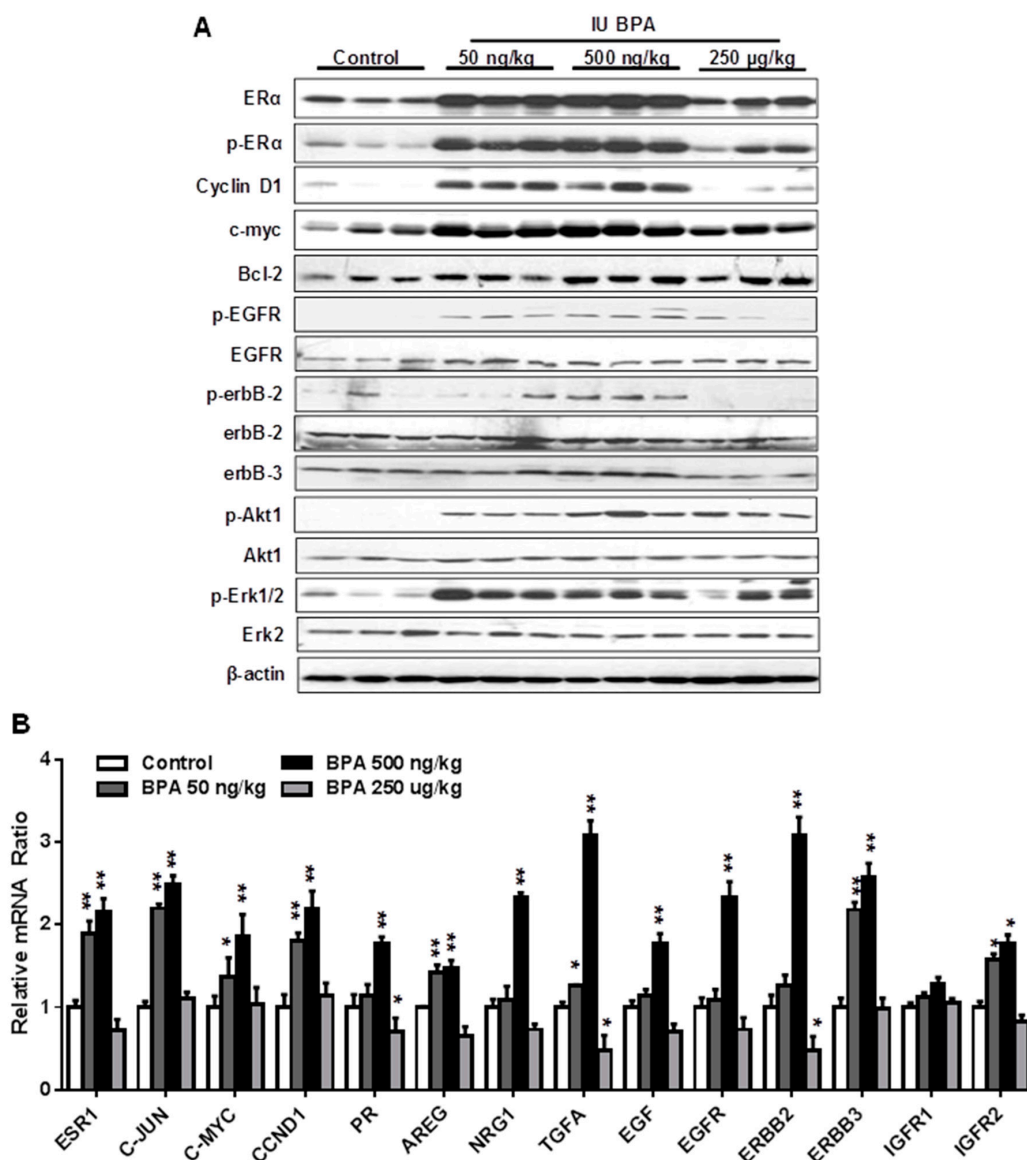 A
IU BPA
Control 50 ng/kg 500 ng/kg 250 µg/kg
ERα
p-ERα
Cyclin D1
c-myc
Bcl-2
p-EGFR
EGFR
p-erbB-2
erbB-2
erbB-3
p-Akt1
Akt1
p-Erk1/2
Erk2
β-actin
B
Control BPA 500 ng/kg
BPA 50 ng/kg BPA 250 ug/kg
Relative mRNA Ratio
4
3
2
1
0
** ** ** ** * ** ** ** ** * ** ** ** * ** * ** ** ** * ** ** * *
ESR1 C-JUN C-MYC CCND1 PR AREG NRG1 TGFA EGF EGFR ERBB2 ERBB3 IGFR1 IGFR2